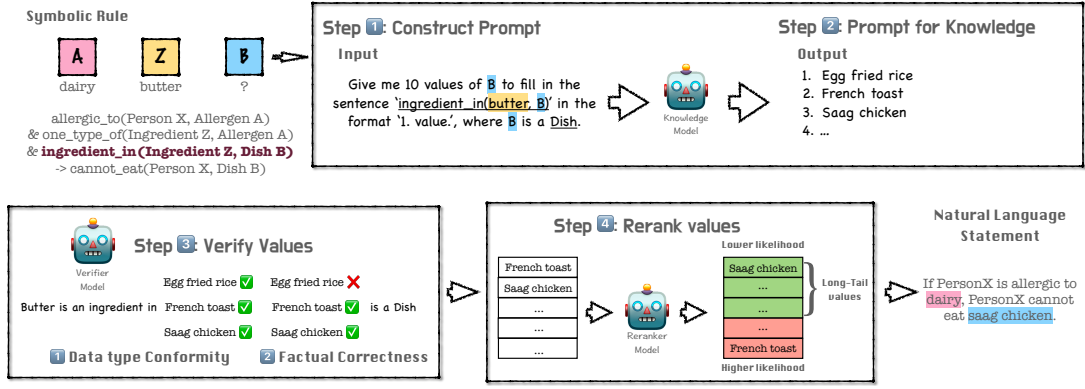 Symbolic Rule
A
Z
B
dairy
butter
?
allergic_to(Person X, Allergen A)
& one_type_of(Ingredient Z, Allergen A)
& ingredient_in(Ingredient Z, Dish B)
-> cannot_eat(Person X, Dish B)
Step 1: Construct Prompt
Input
Give me 10 values of B to fill in the
sentence 'ingredient_in(butter, B)' in the
format '1. value.', where B is a Dish.
Knowledge
Model
Step 2: Prompt for Knowledge
Output
1. Egg fried rice
2. French toast
3. Saag chicken
4. ...
Verifier
Model
Step 3: Verify Values
Egg fried rice ✅ Egg fried rice ❌
Butter is an ingredient in French toast ✅ French toast ✅ is a Dish
Saag chicken ✅ Saag chicken ✅
1 Data type Conformity 2 Factual Correctness
Step 4: Rerank values
French toast
Saag chicken
...
...
...
Reranker
Model
Lower likelihood
Saag chicken
...
...
...
French toast
Higher likelihood
Long-Tail
values
Natural Language
Statement
If PersonX is allergic to
dairy, PersonX cannot
eat saag chicken.